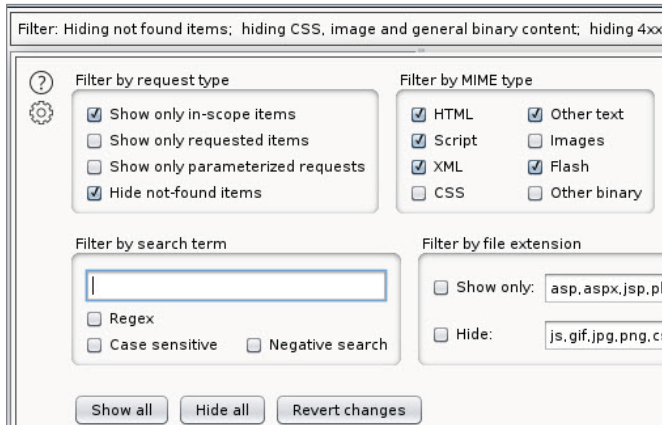 Filter: Hiding not found items; hiding CSS, image and general binary content; hiding 4xx
?
Filter by request type
Show only in-scope items
Show only requested items
Show only parameterized requests
Hide not-found items
Filter by MIME type
HTML
Other text
Script
Images
XML
Flash
CSS
Other binary
Filter by search term
Regex
Case sensitive
Negative search
Filter by file extension
Show only: asp,aspx,jsp,
Hide: js,gif,jpg,png,
Show all
Hide all
Revert changes